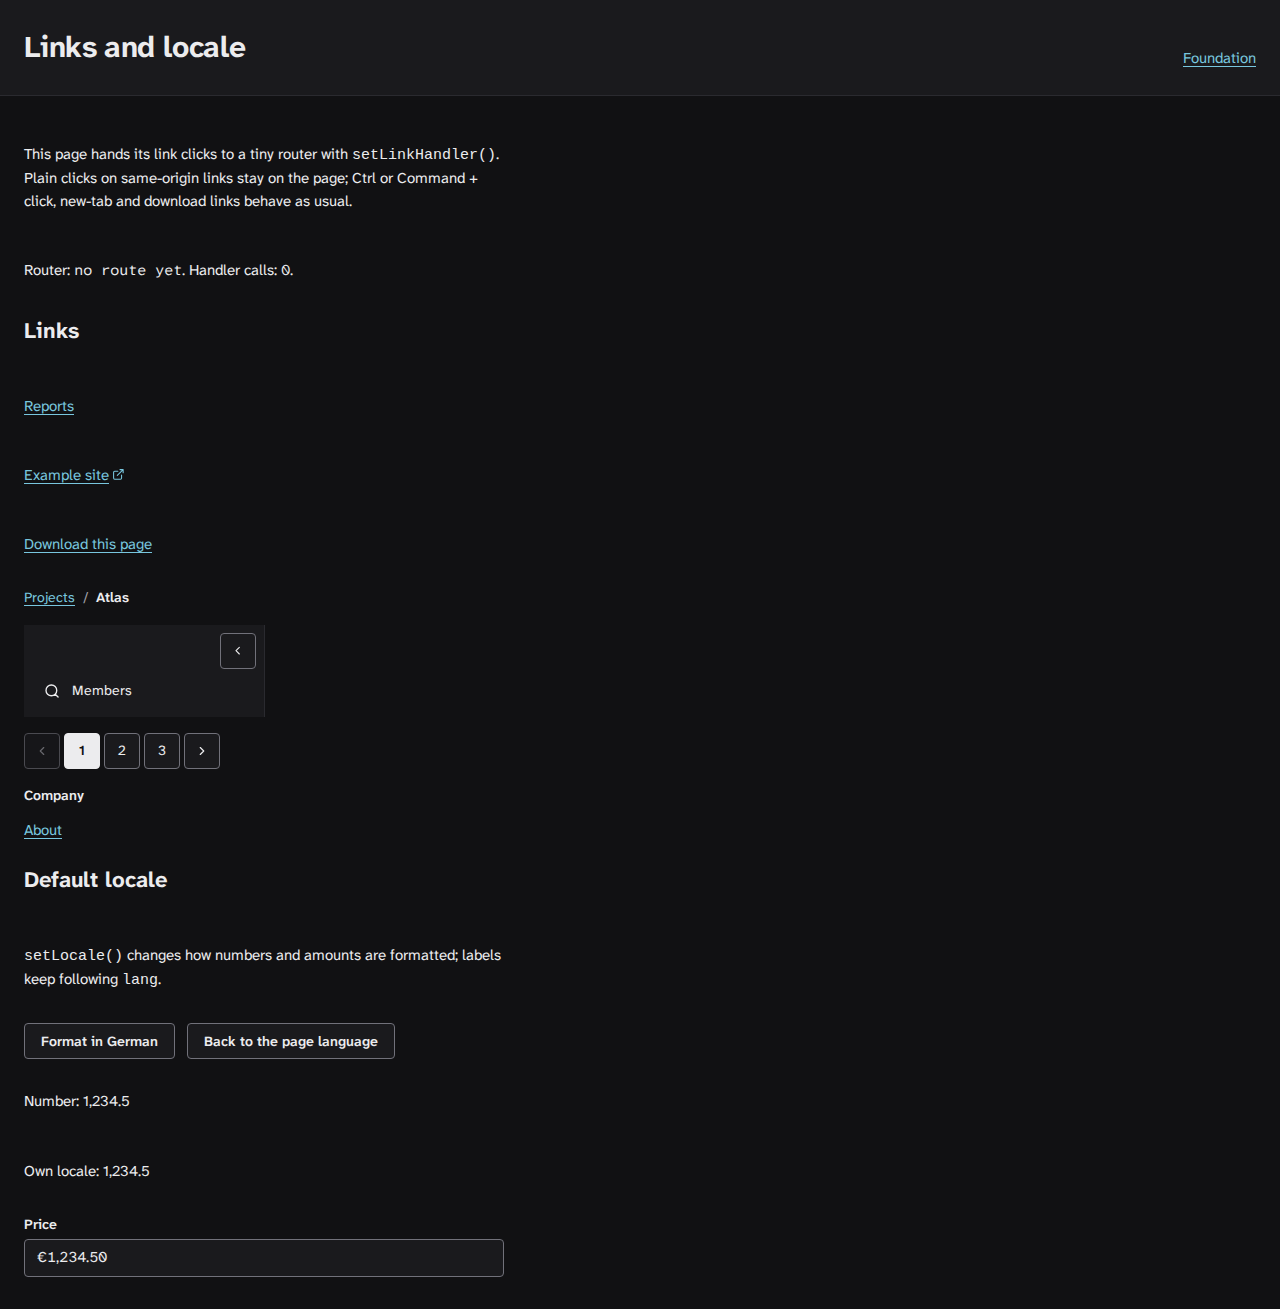 Links and locale
Foundation
This page hands its link clicks to a tiny router with setLinkHandler().
Plain clicks on same-origin links stay on the page; Ctrl or Command +
click, new-tab and download links behave as usual.
Router: no route yet. Handler calls: 0.
Links
Reports
Example site
Download this page
Projects / Atlas
Members
1 2 3
Company
About
Default locale
setLocale() changes how numbers and amounts are formatted; labels
keep following lang.
Format in German Back to the page language
Number: 1,234.5
Own locale: 1,234.5
Price
€1,234.50